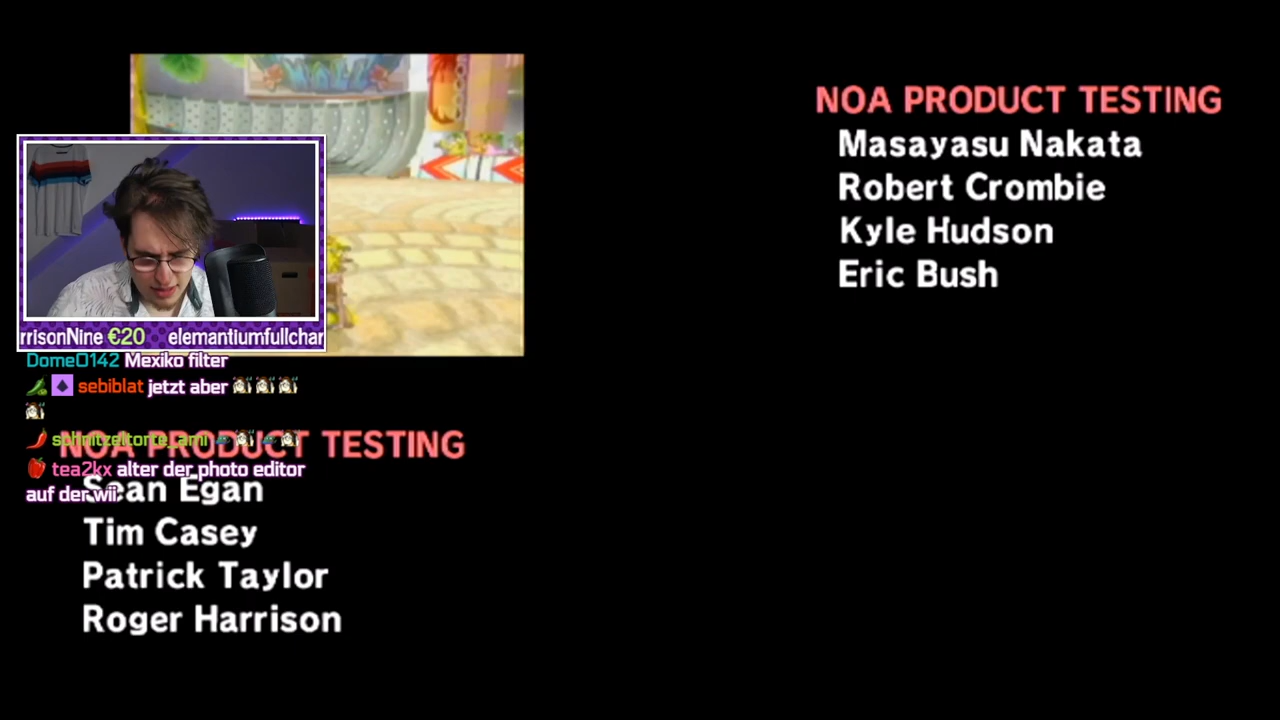 NOA PRODUCT TESTING
Masayasu Nakata
Robert Crombie
Kyle Hudson
Eric Bush
rrisonNine €20 elemantiumfullchar
Dome0142 Mexiko filter
sebiblat jetzt aber
schnitzeltorte_ami
tea2kx alter der photo editor
auf der wii
NOA PRODUCT TESTING
Sean Egan
Tim Casey
Patrick Taylor
Roger Harrison